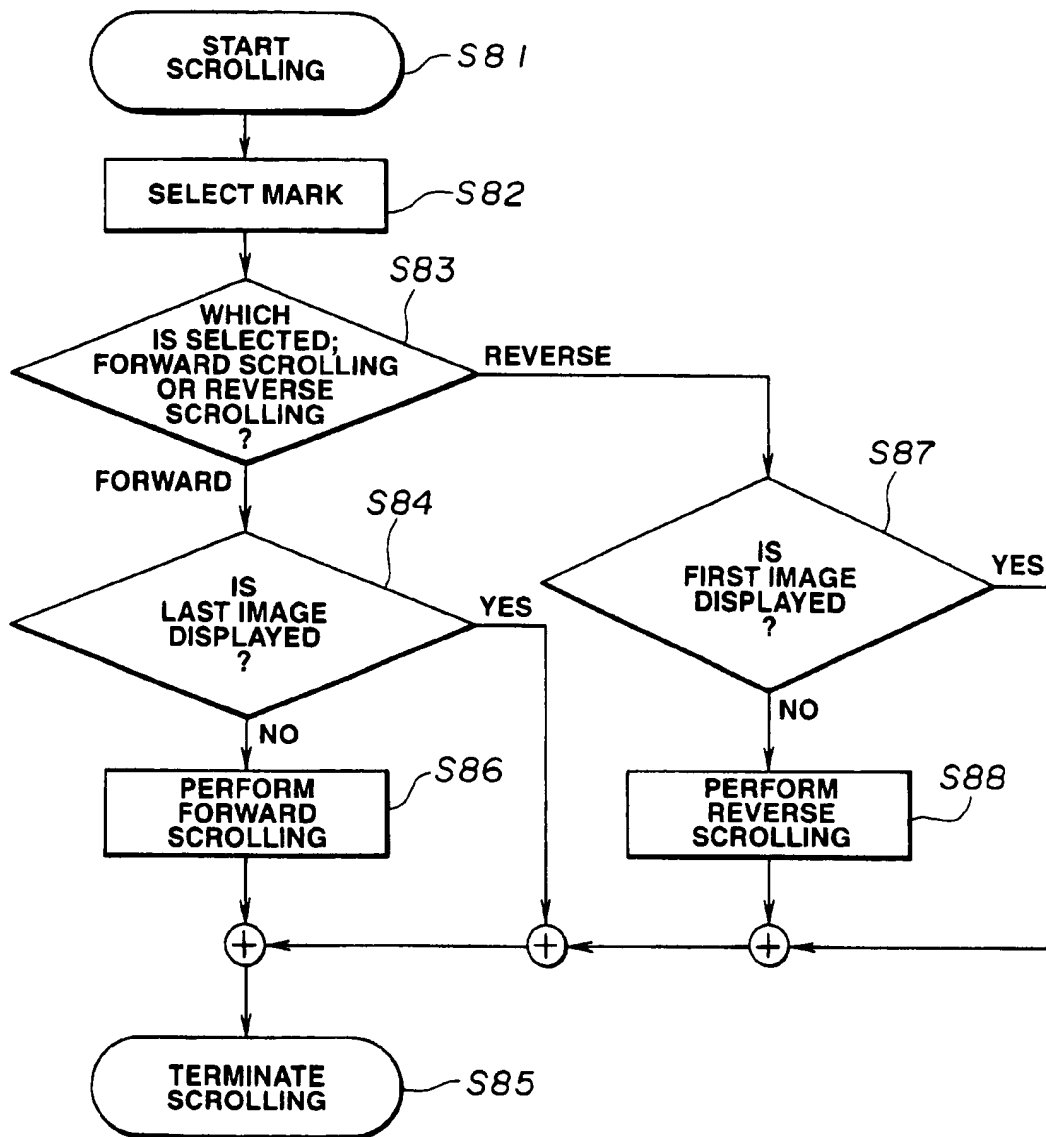 START
SCROLLING
S81
SELECT MARK
S82
S83
WHICH
IS SELECTED;
FORWARD SCROLLING
OR REVERSE
SCROLLING
?
REVERSE
FORWARD
S84
IS
LAST IMAGE
DISPLAYED
?
YES
NO
S87
IS
FIRST IMAGE
DISPLAYED
?
YES
NO
PERFORM
FORWARD
SCROLLING
S86
PERFORM
REVERSE
SCROLLING
S88
+
+
+
TERMINATE
SCROLLING
S85